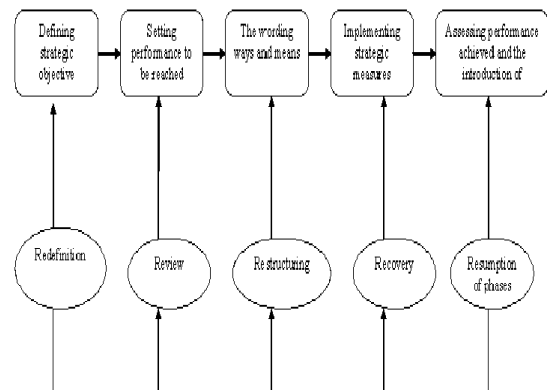 Defining
strategic
objective
Setting
performance to
be reached
The wording
ways and means
Implementing
strategic
measures
Assessing performance
achieved and the
introduction of
Redefinition
Review
Restructuring
Recovery
Resumption
of phases